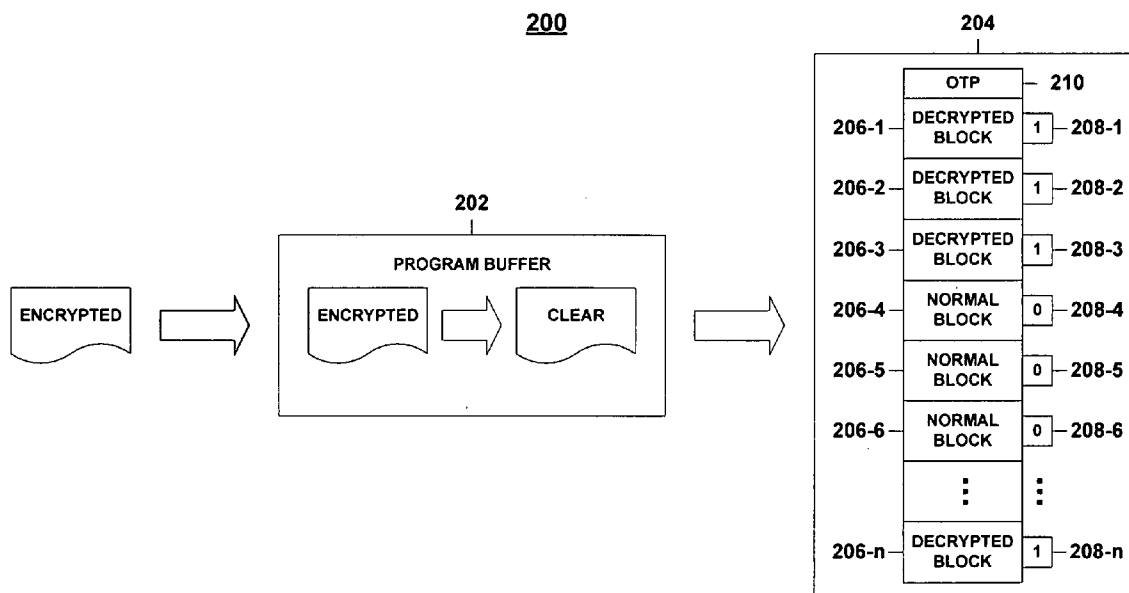 200
204
OTP
210
206-1
DECRYPTED
BLOCK
1
208-1
206-2
DECRYPTED
BLOCK
1
208-2
202
206-3
DECRYPTED
BLOCK
1
208-3
PROGRAM BUFFER
ENCRYPTED
ENCRYPTED
CLEAR
206-4
NORMAL
BLOCK
0
208-4
206-5
NORMAL
BLOCK
0
208-5
206-6
NORMAL
BLOCK
0
208-6
206-n
DECRYPTED
BLOCK
1
208-n